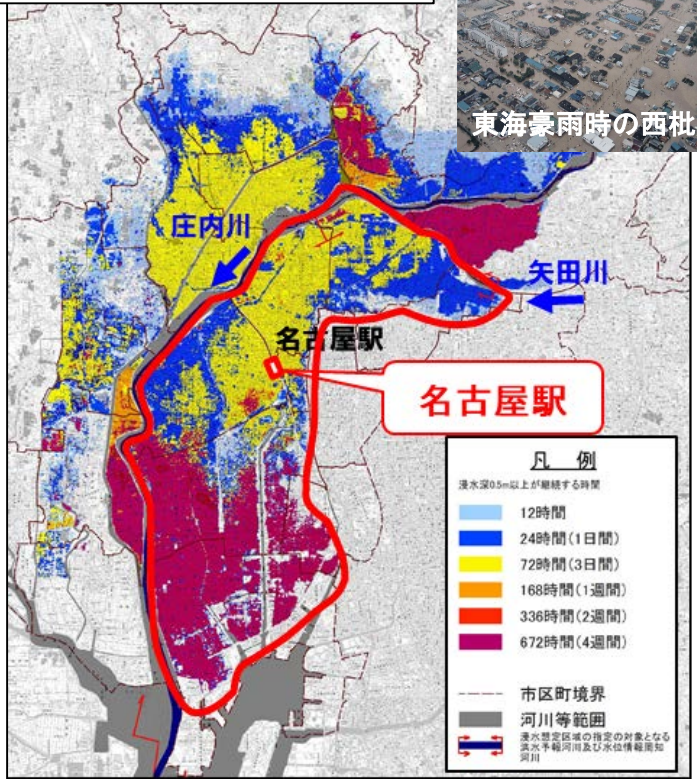 東海豪雨時の西枇
庄内川
矢田川
名古屋駅
名古屋駅
凡 例
浸水深0.5m以上が継続する時間
12時間
24時間(1日間)
72時間(3日間)
168時間(1週間)
336時間(2週間)
672時間(4週間)
市区町境界
河川等範囲
浸水想定区域の指定の対象となる
洪水予報河川及び水位情報周知
河川